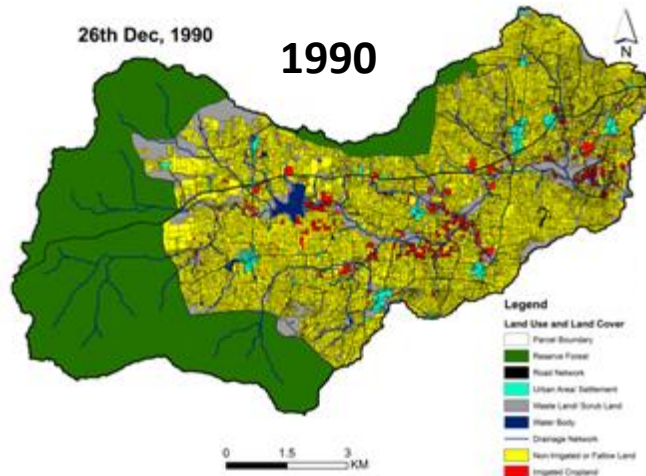 26th Dec, 1990
1990
N
Legend
Land Use and Land Cover
Parcel Boundary
Reserve Forest
Road Network
Urban Area/ Settlement
Waste Land/ Scrub Land
Water Body
Drainage Network
Non-Irrigated or Fallow Land
Irrigated Cropland
0 1.5 3
KM